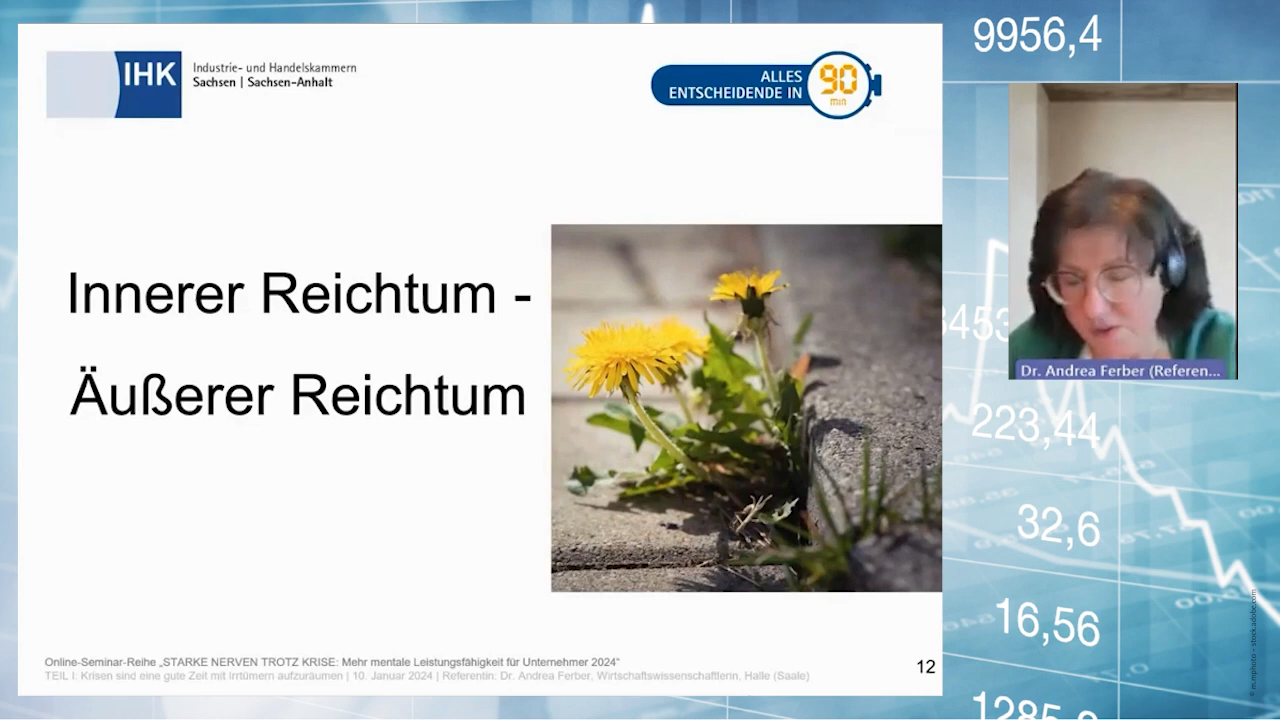 IHK
Industrie- und Handelskammern
Sachsen | Sachsen-Anhalt
ALLES
ENTSCHEIDENDE IN
90
min
Innerer Reichtum -
Äußerer Reichtum
Online-Seminar-Reihe „STARKE NERVEN TROTZ KRISE: Mehr mentale Leistungsfähigkeit für Unternehmer 2024“
TEIL I: Krisen sind eine gute Zeit mit Irrtümern aufzuräumen | 10. Januar 2024 | Referentin: Dr. Andrea Ferber, Wirtschaftswissenschaftlerin, Halle (Saale)
12
9956,4
Dr. Andrea Ferber (Referen...
223,44
32,6
16,56